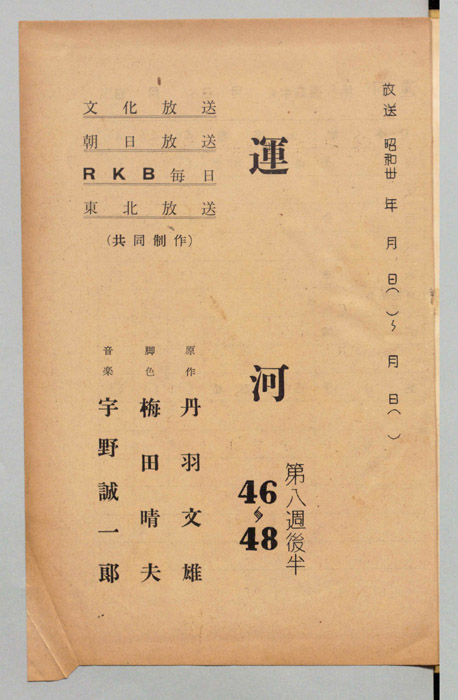 放送 昭和卅 年 月 日( )〜 月 日( )
運河
第八週後半
46〜48
文化放送
朝日放送
RKB毎日
東北放送
(共同制作)
原作 丹羽文雄
脚色 梅田晴夫
音楽 宇野誠一郎